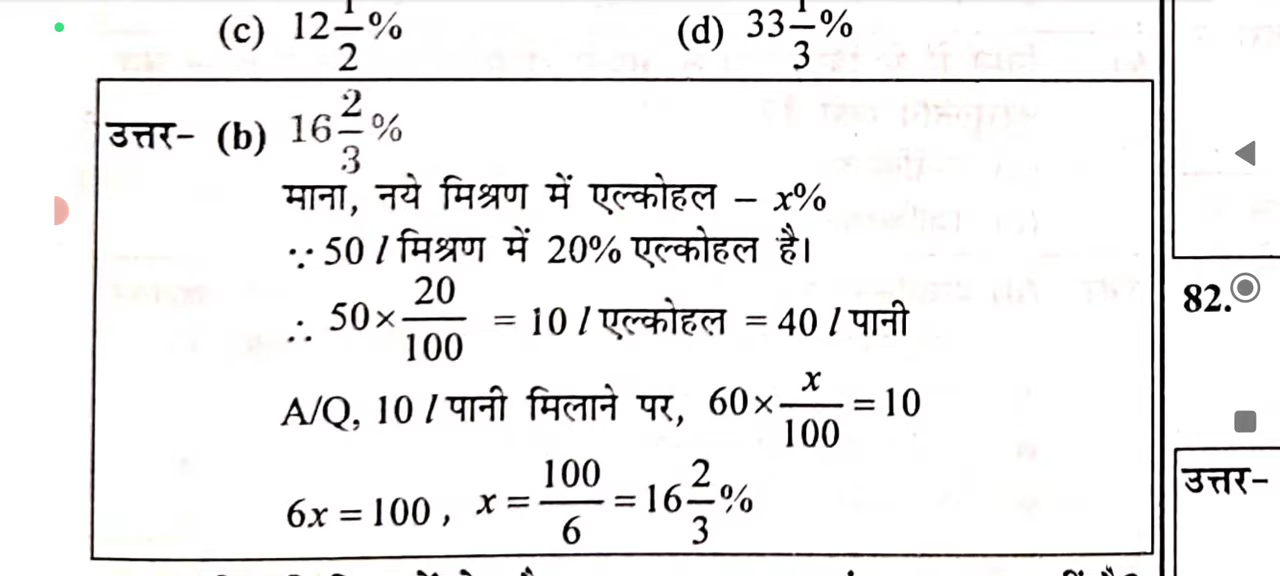 (c) 12 1/2 % (d) 33 1/3 %
उत्तर– (b) 16 2/3 %
माना, नये मिश्रण में एल्कोहल – x%
∵ 50 l मिश्रण में 20% एल्कोहल है।
∴ 50 × 20/100 = 10 l एल्कोहल = 40 l पानी
A/Q, 10 l पानी मिलाने पर, 60 × x/100 = 10
6x = 100 , x = 100/6 = 16 2/3 %
82.
उत्तर–